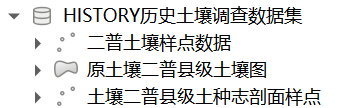 HISTORY历史土壤调查数据集
二普土壤样点数据
原土壤二普县级土壤图
土壤二普县级土种志剖面样点